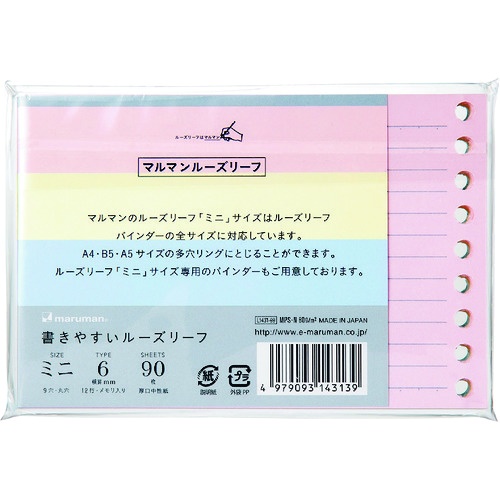 ルーズリーフはマルマン
マルマンルーズリーフ
マルマンのルーズリーフ「ミニ」サイズはルーズリーフ
バインダーの全サイズに対応しています。
A4・B5・A5サイズの多穴リングにとじることができます。
ルーズリーフ「ミニ」サイズ専用のバインダーもご用意しております。
maruman®
書きやすいルーズリーフ
SIZE TYPE SHEETS
ミニ 6 90
横罫mm 枚
9穴・丸穴 12行・メモリ入り 厚口中性紙
L1431-99 MPS-N 80g/m² MADE IN JAPAN
http://www.e-maruman.co.jp/
紙 プラ
説明紙 外袋PP
4 979093 143139